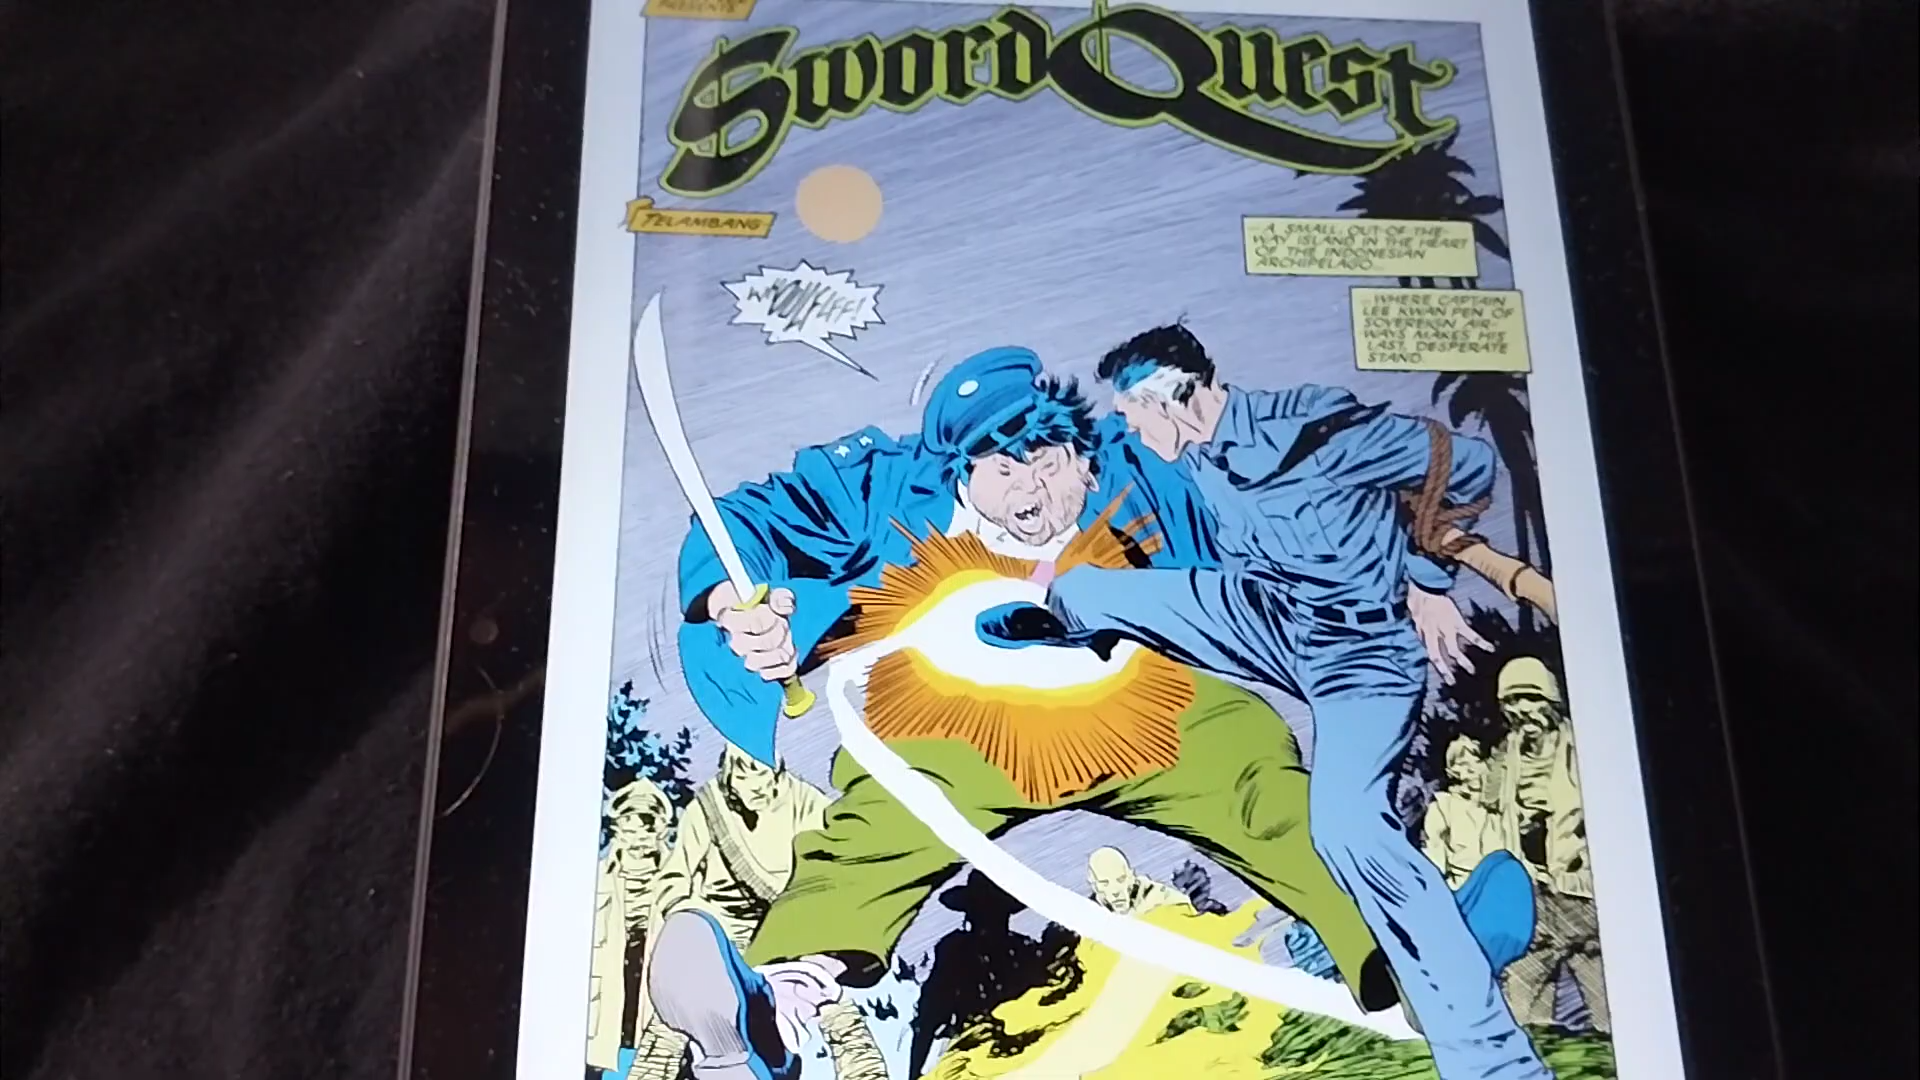 PRESENTS
SwordQuest
TELAMBANG
...A SMALL, OUT-OF-THE-
WAY ISLAND IN THE HEART
OF THE INDONESIAN
ARCHIPELAGO...
...WHERE CAPTAIN
LEE KWAN PEN OF
SOVEREIGN AIR-
WAYS MAKES HIS
LAST, DESPERATE
STAND.